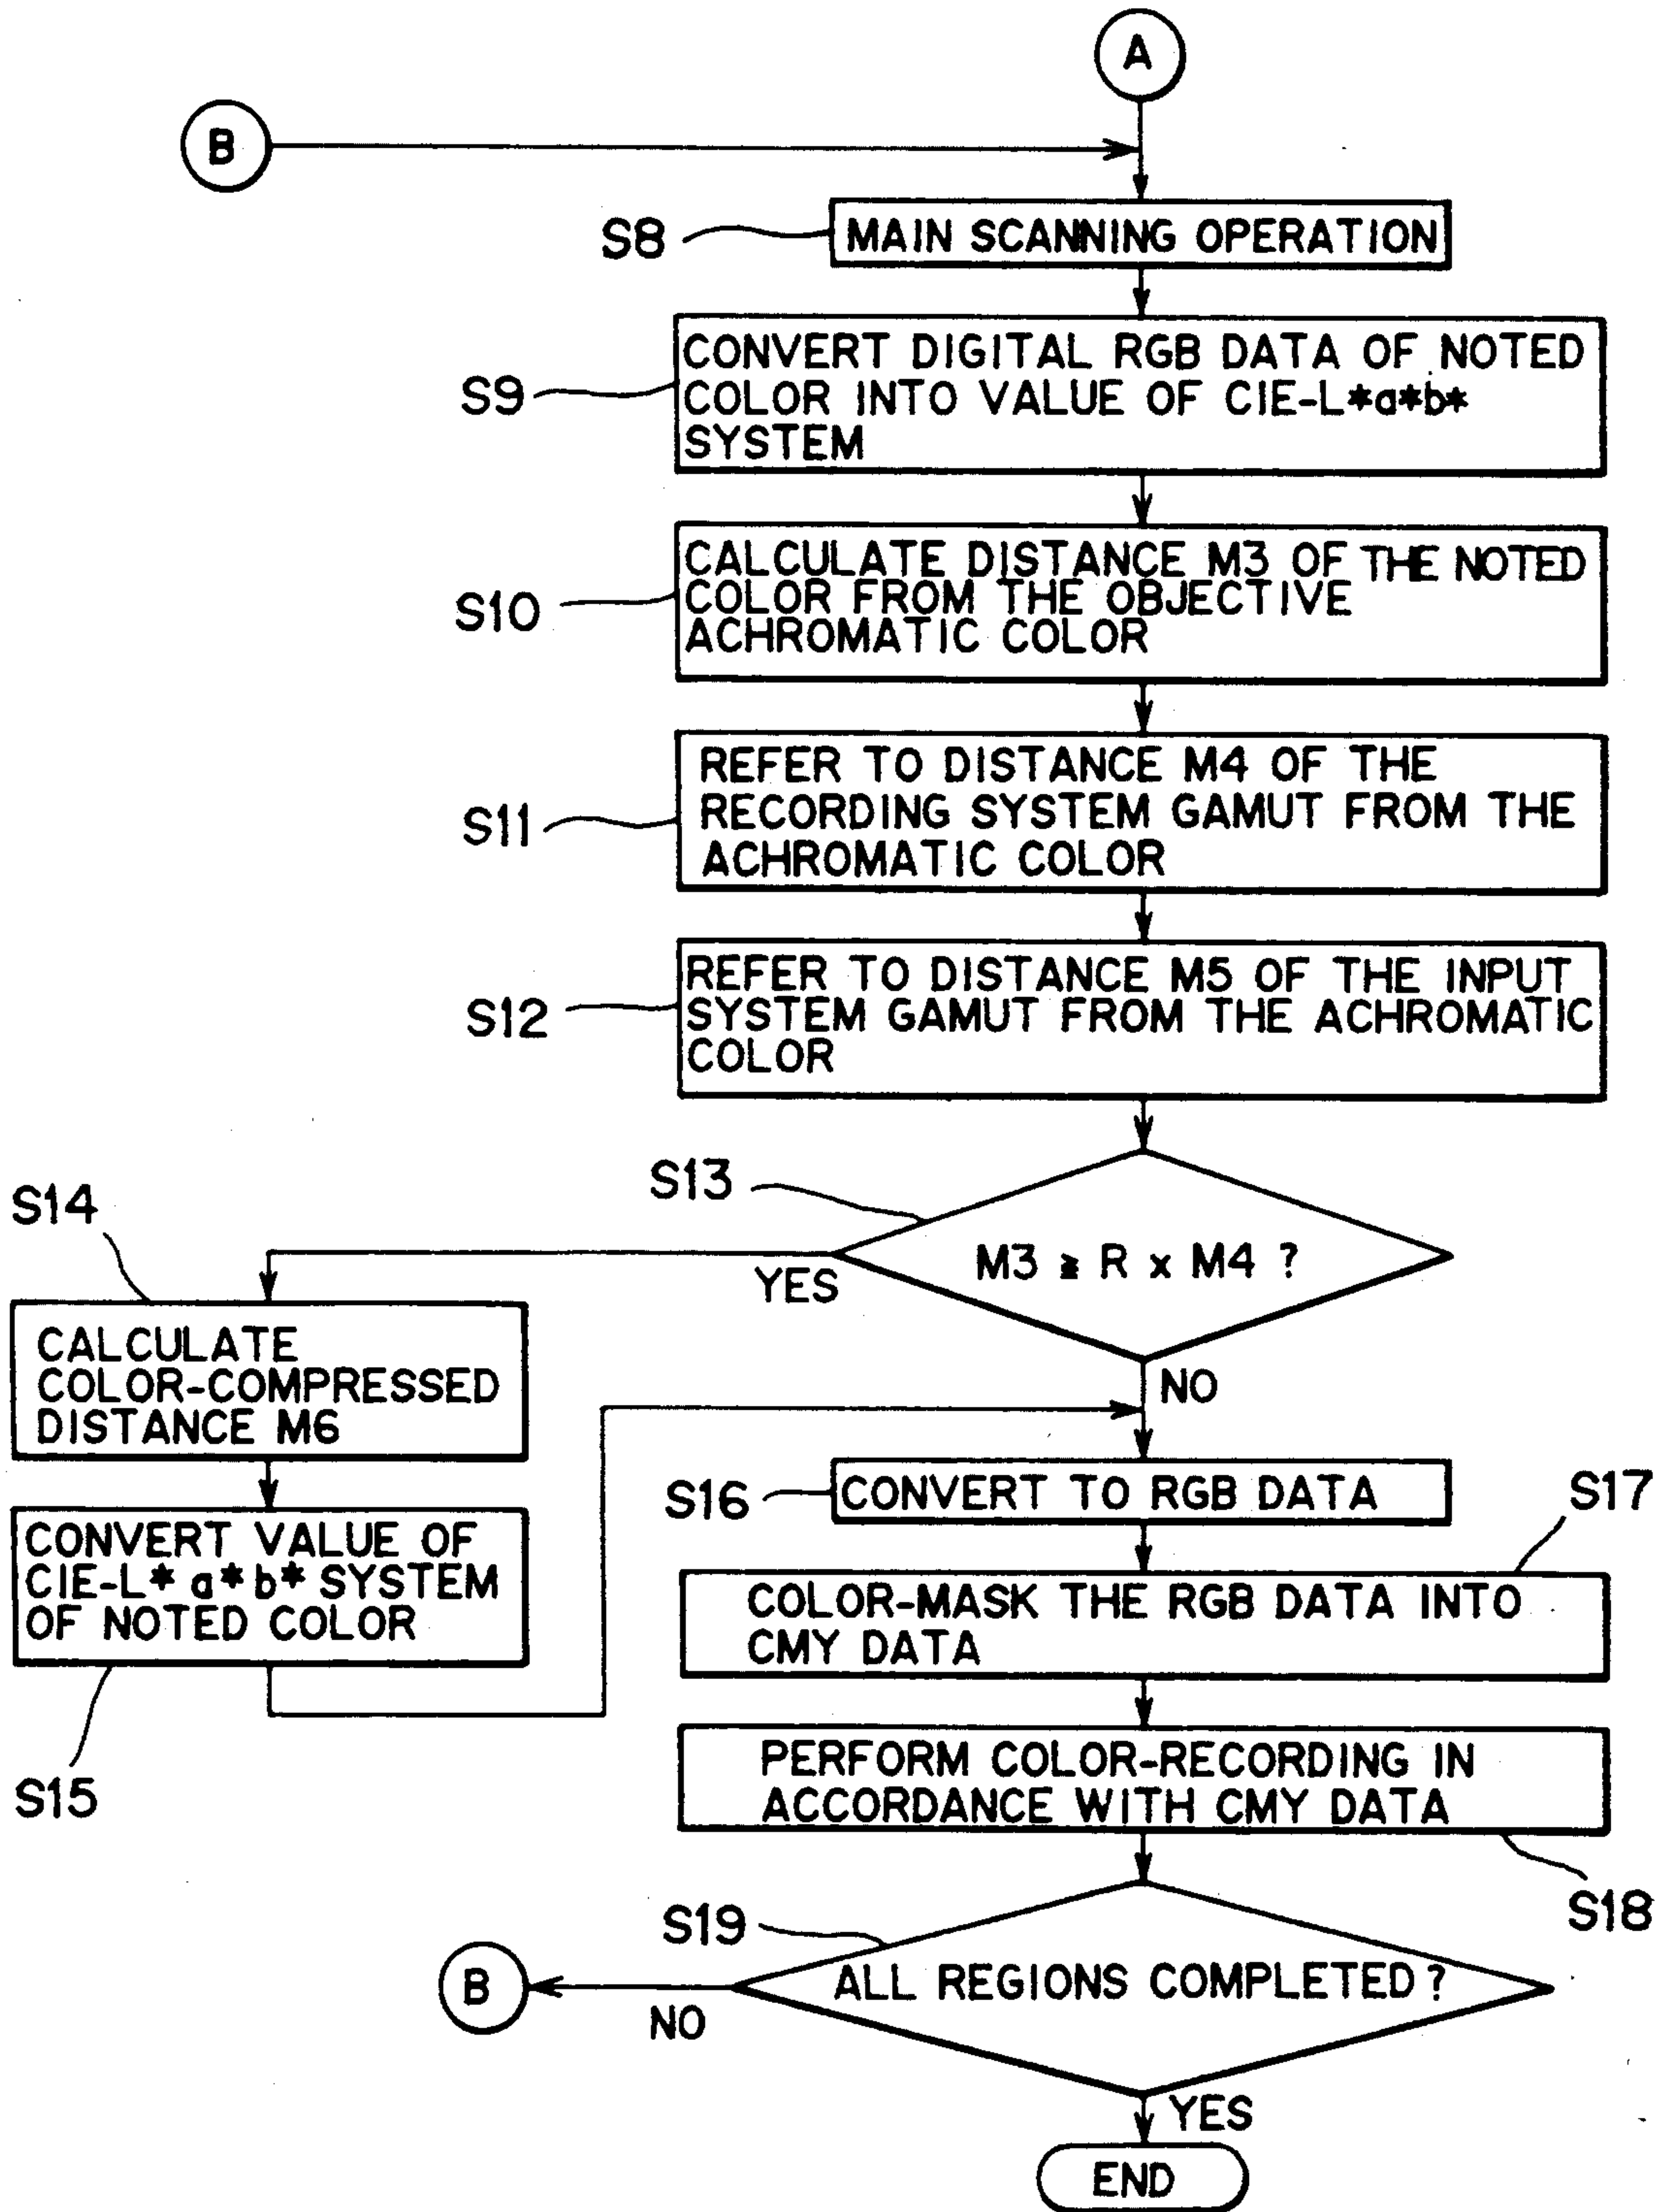 A
B
S8
MAIN SCANNING OPERATION
S9
CONVERT DIGITAL RGB DATA OF NOTED
COLOR INTO VALUE OF CIE-L*a*b*
SYSTEM
S10
CALCULATE DISTANCE M3 OF THE NOTED
COLOR FROM THE OBJECTIVE
ACHROMATIC COLOR
S11
REFER TO DISTANCE M4 OF THE
RECORDING SYSTEM GAMUT FROM THE
ACHROMATIC COLOR
S12
REFER TO DISTANCE M5 OF THE INPUT
SYSTEM GAMUT FROM THE ACHROMATIC
COLOR
S13
M3 ≧ R x M4 ?
YES
NO
S14
CALCULATE
COLOR-COMPRESSED
DISTANCE M6
S15
CONVERT VALUE OF
CIE-L* a* b* SYSTEM
OF NOTED COLOR
S16
CONVERT TO RGB DATA
S17
COLOR-MASK THE RGB DATA INTO
CMY DATA
PERFORM COLOR-RECORDING IN
ACCORDANCE WITH CMY DATA
S18
S19
ALL REGIONS COMPLETED ?
B
NO
YES
END